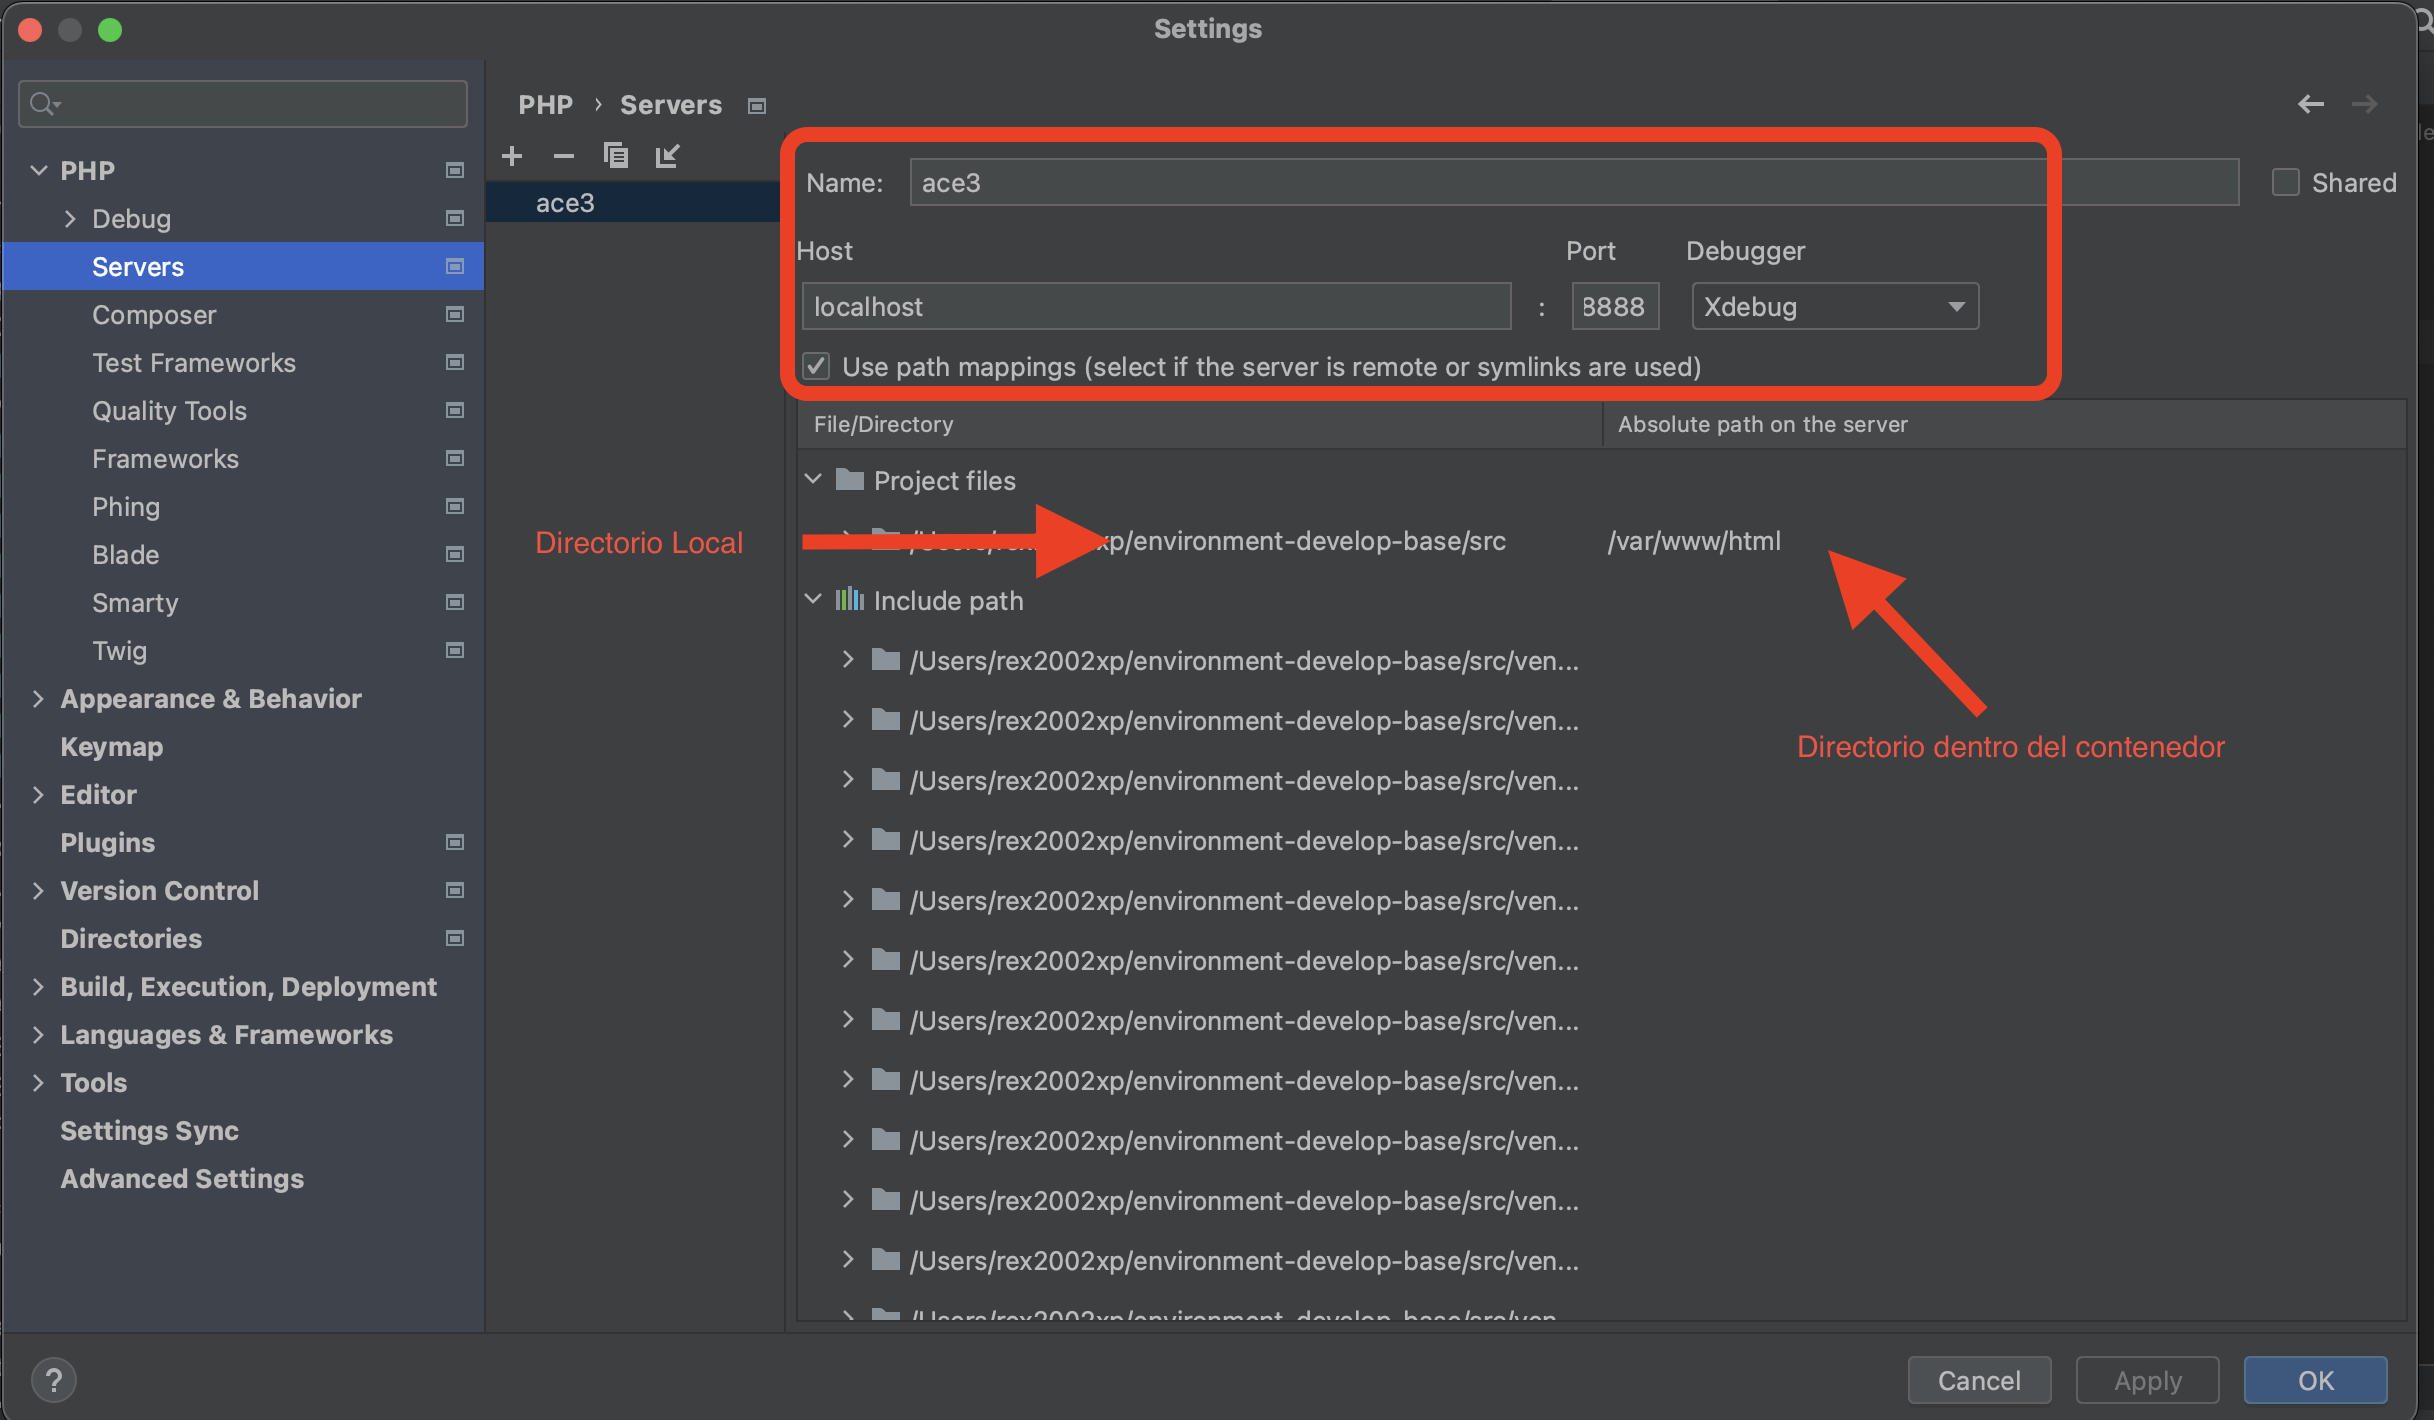 Settings
PHP › Servers
PHP
Debug
Servers
Composer
Test Frameworks
Quality Tools
Frameworks
Phing
Blade
Smarty
Twig
Appearance & Behavior
Keymap
Editor
Plugins
Version Control
Directories
Build, Execution, Deployment
Languages & Frameworks
Tools
Settings Sync
Advanced Settings
ace3
Name: ace3 Shared
Host Port Debugger
localhost : 8888 Xdebug
Use path mappings (select if the server is remote or symlinks are used)
File/Directory Absolute path on the server
Project files
Directorio Local
xp/environment-develop-base/src /var/www/html
Include path
/Users/rex2002xp/environment-develop-base/src/ven...
/Users/rex2002xp/environment-develop-base/src/ven...
Directorio dentro del contenedor
/Users/rex2002xp/environment-develop-base/src/ven...
/Users/rex2002xp/environment-develop-base/src/ven...
/Users/rex2002xp/environment-develop-base/src/ven...
/Users/rex2002xp/environment-develop-base/src/ven...
/Users/rex2002xp/environment-develop-base/src/ven...
/Users/rex2002xp/environment-develop-base/src/ven...
/Users/rex2002xp/environment-develop-base/src/ven...
/Users/rex2002xp/environment-develop-base/src/ven...
/Users/rex2002xp/environment-develop-base/src/ven...
/Users/rex2002xp/environment-develop-base/src/ven
?
Cancel Apply OK